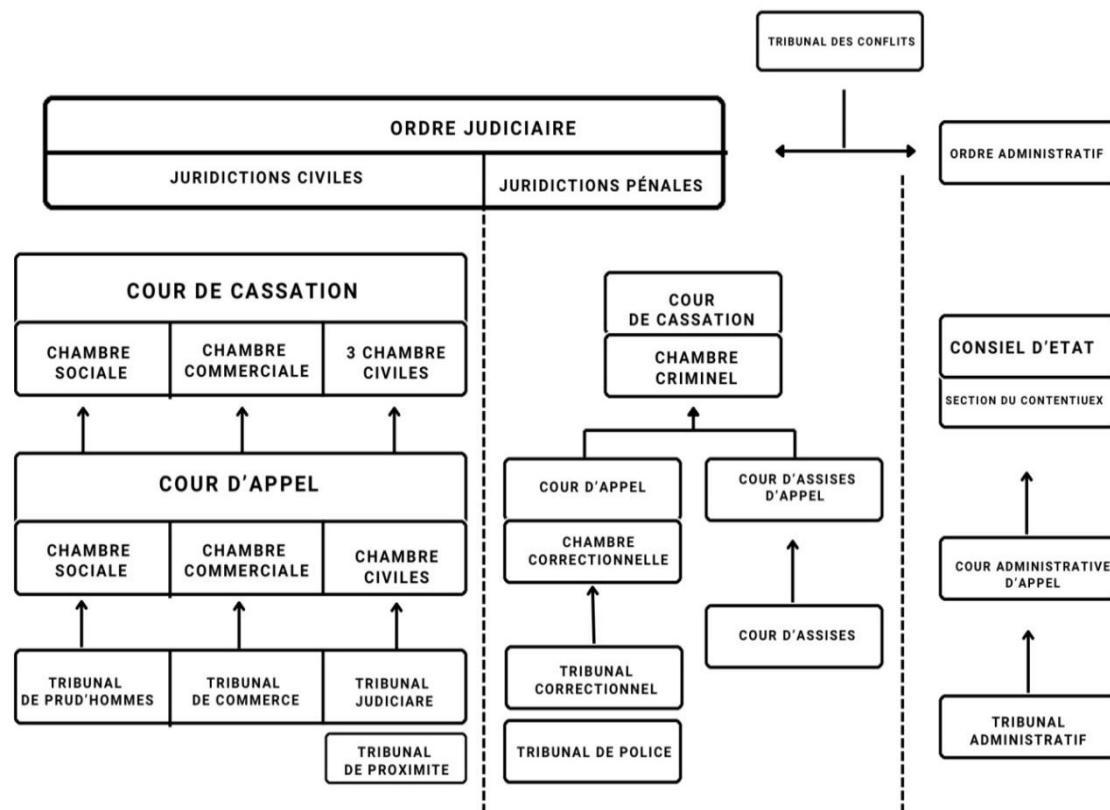 TRIBUNAL DES CONFLITS
ORDRE JUDICIAIRE
JURIDICTIONS CIVILES
JURIDICTIONS PÉNALES
ORDRE ADMINISTRATIF
COUR DE CASSATION
CHAMBRE
SOCIALE
CHAMBRE
COMMERCIALE
3 CHAMBRE
CIVILES
COUR D'APPEL
CHAMBRE
SOCIALE
CHAMBRE
COMMERCIALE
CHAMBRE
CIVILES
TRIBUNAL
DE PRUD'HOMMES
TRIBUNAL
DE COMMERCE
TRIBUNAL
JUDICIARE
TRIBUNAL
DE PROXIMITE
COUR
DE CASSATION
CHAMBRE
CRIMINEL
COUR D'APPEL
CHAMBRE
CORRECTIONNELLE
TRIBUNAL
CORRECTIONNEL
TRIBUNAL DE POLICE
COUR D'ASSISES
D'APPEL
COUR D'ASSISES
CONSIEL D'ETAT
SECTION DU CONTENTIUEX
COUR ADMINISTRATIVE
D'APPEL
TRIBUNAL
ADMINISTRATIF